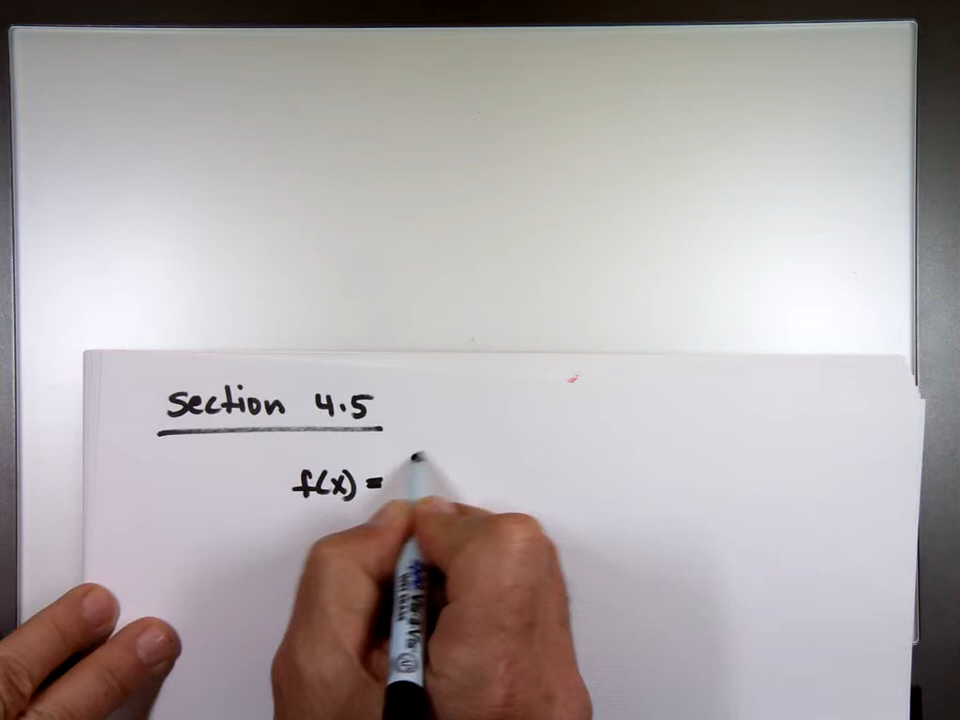 Section 4.5
f(x) =